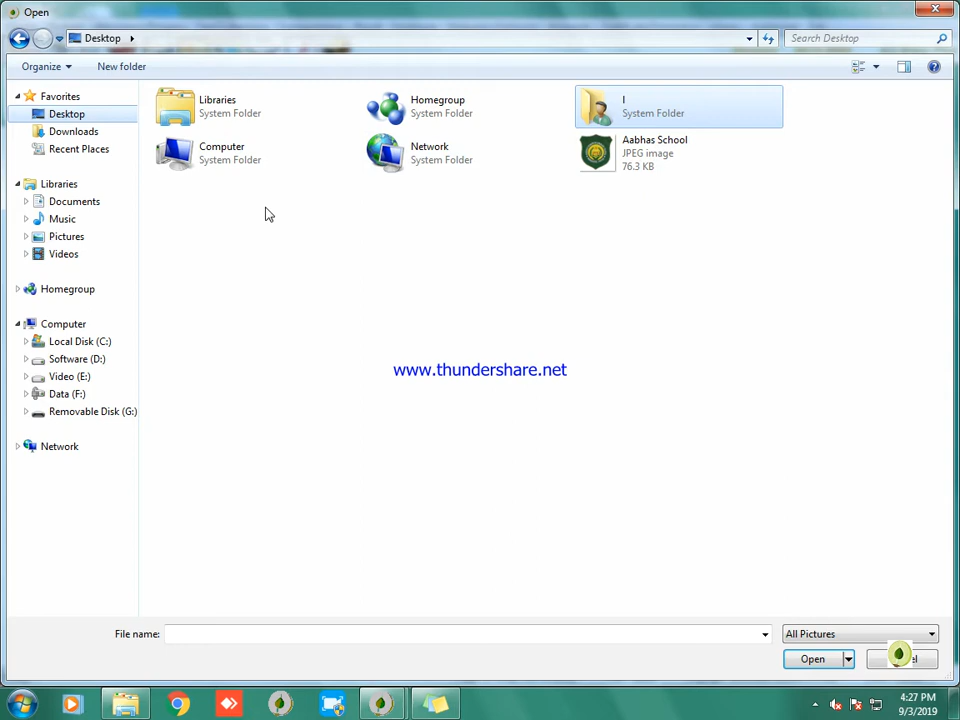 Open
Desktop
Search Desktop
Organize
New folder
Favorites
Desktop
Downloads
Recent Places
Libraries
Documents
Music
Pictures
Videos
Homegroup
Computer
Local Disk (C:)
Software (D:)
Video (E:)
Data (F:)
Removable Disk (G:)
Network
Libraries
System Folder
Homegroup
System Folder
I
System Folder
Computer
System Folder
Network
System Folder
Aabhas School
JPEG image
76.3 KB
www.thundershare.net
File name:
All Pictures
Open
4:27 PM
9/3/2019